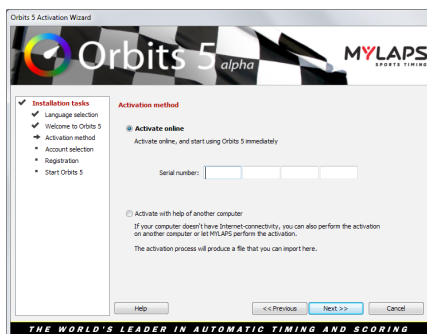 Orbits 5 Activation Wizard
Orbits 5 alpha
MYLAPS
SPORTS TIMING
Installation tasks
Language selection
Welcome to Orbits 5
Activation method
Account selection
Registration
Start Orbits 5
Activation method
Activate online
Activate online, and start using Orbits 5 immediately
Serial number:
Activate with help of another computer
If your computer doesn't have Internet-connectivity, you can also perform the activation
on another computer or let MYLAPS perform the activation.
The activation process will produce a file that you can import here.
Help
<< Previous
Next >>
Cancel
THE WORLD'S LEADER IN AUTOMATIC TIMING AND SCORING